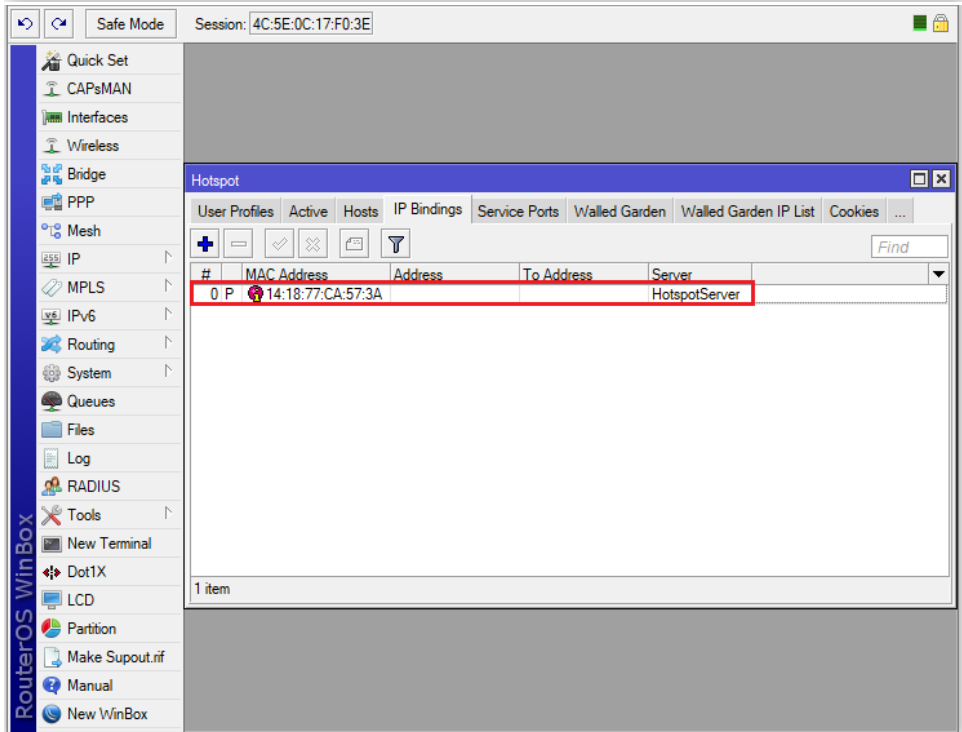 Safe Mode Session: 4C:5E:0C:17:F0:3E
Quick Set
CAPsMAN
Interfaces
Wireless
Bridge
PPP
Mesh
255 IP
MPLS
v6 IPv6
Routing
System
Queues
Files
Log
RADIUS
Tools
New Terminal
Dot1X
LCD
Partition
Make Supout.rif
Manual
New WinBox
RouterOS WinBox
Hotspot
User Profiles Active Hosts IP Bindings Service Ports Walled Garden Walled Garden IP List Cookies ...
Find
# MAC Address Address To Address Server
0 P 14:18:77:CA:57:3A HotspotServer
1 item